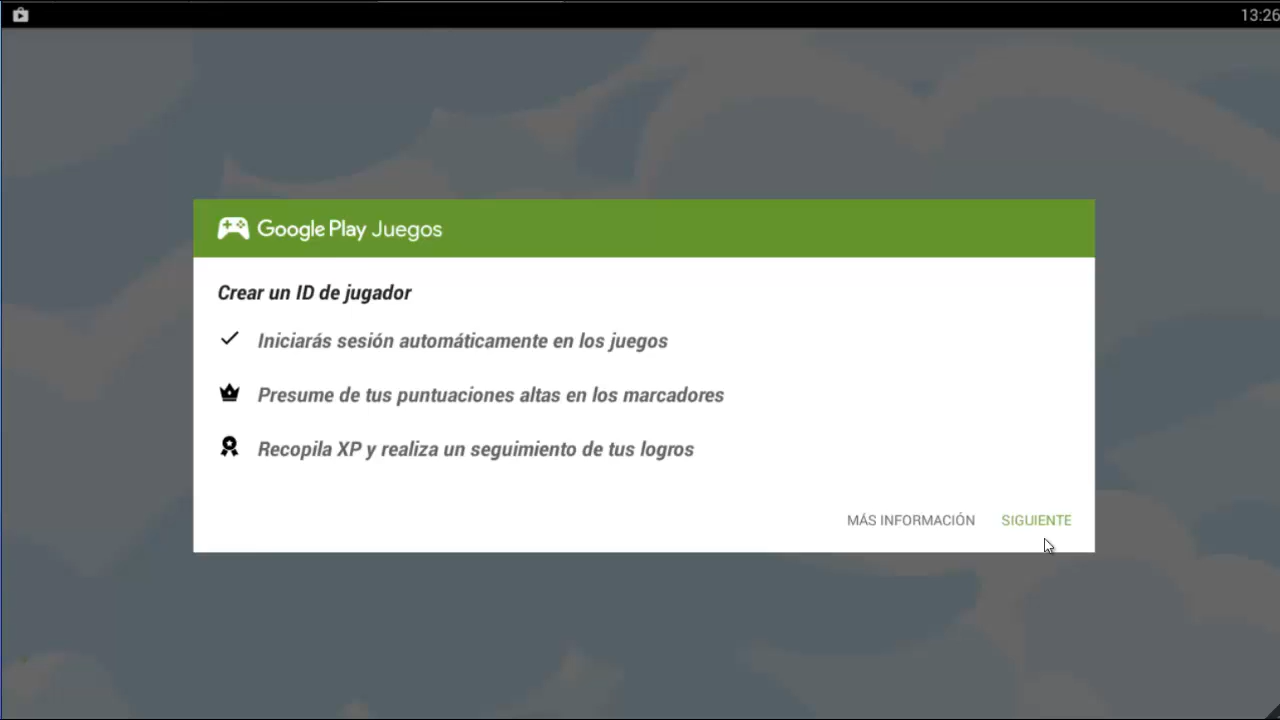 13:26
Google Play Juegos
Crear un ID de jugador
Iniciarás sesión automáticamente en los juegos
Presume de tus puntuaciones altas en los marcadores
Recopila XP y realiza un seguimiento de tus logros
MÁS INFORMACIÓN SIGUIENTE